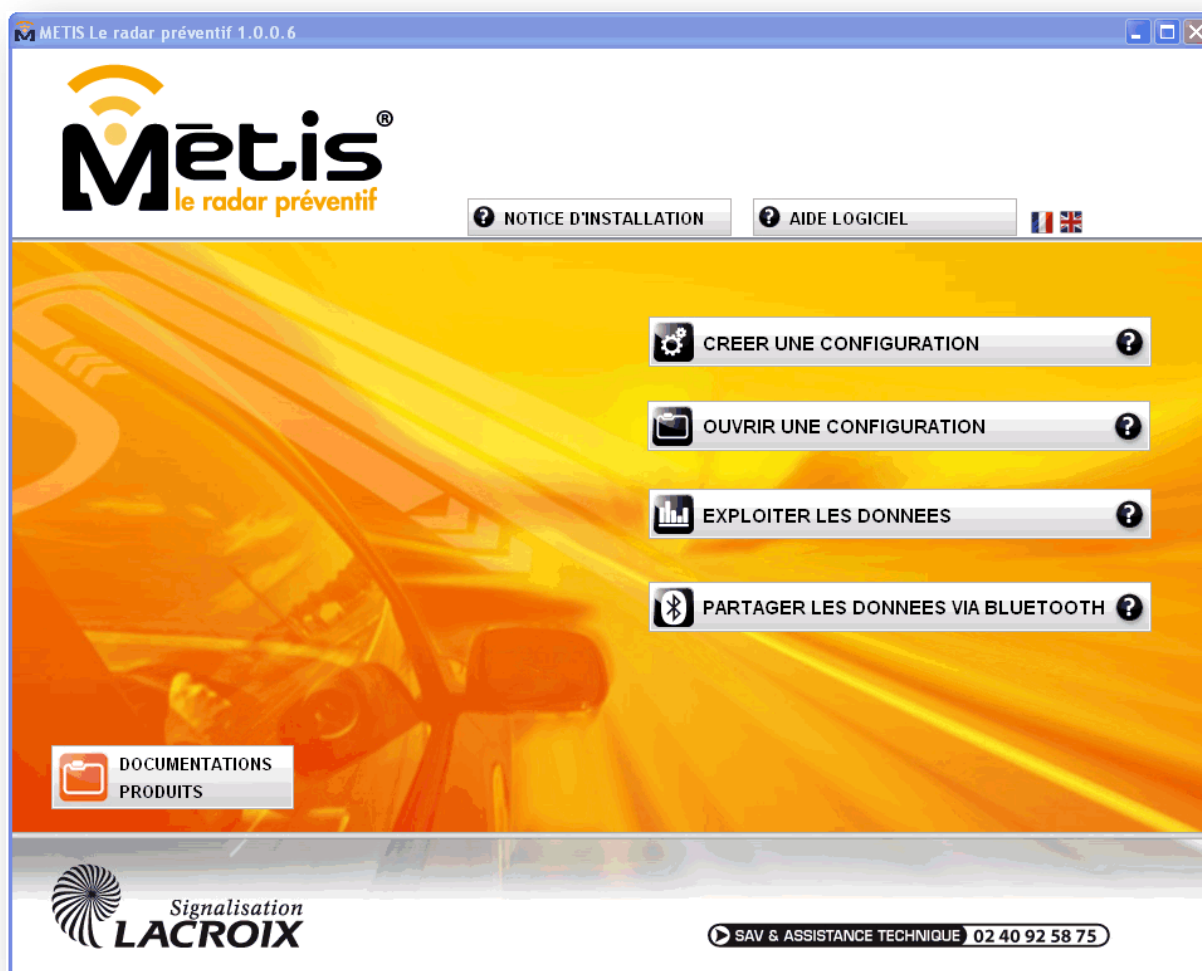 METIS Le radar préventif 1.0.0.6
Mētis®
le radar préventif
NOTICE D'INSTALLATION
AIDE LOGICIEL
CREER UNE CONFIGURATION
OUVRIR UNE CONFIGURATION
EXPLOITER LES DONNEES
PARTAGER LES DONNEES VIA BLUETOOTH
DOCUMENTATIONS
PRODUITS
Signalisation
LACROIX
SAV & ASSISTANCE TECHNIQUE 02 40 92 58 75